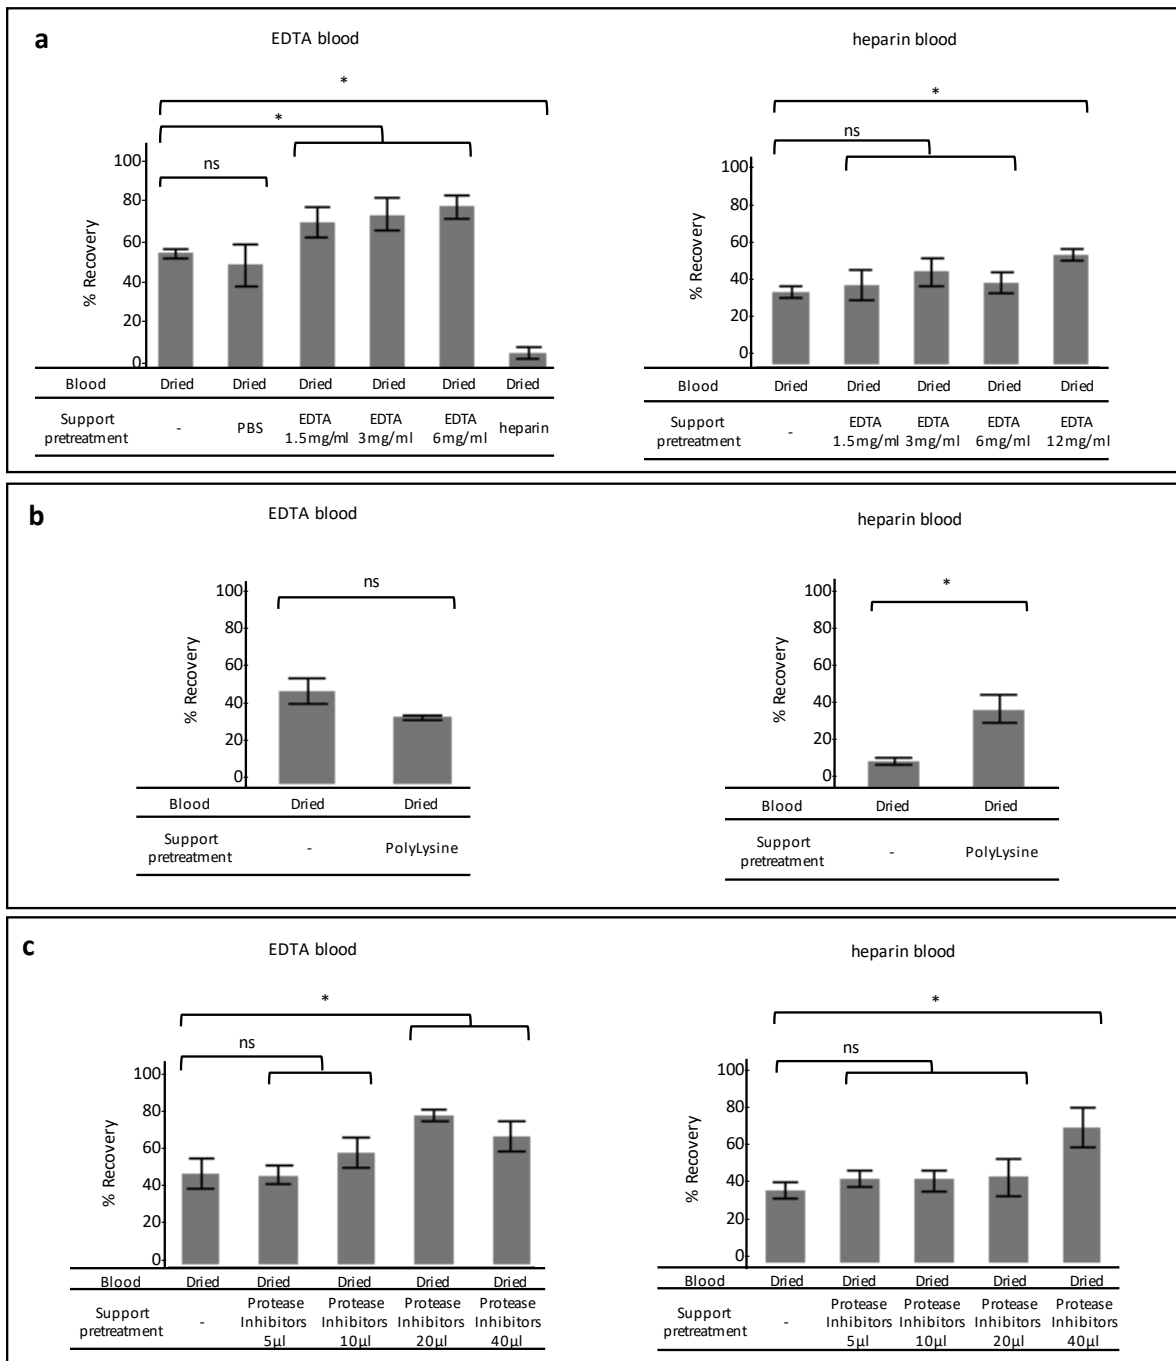 a
EDTA blood
heparin blood
*
*
ns
100
80
60
40
20
0
% Recovery
Blood Dried Dried Dried Dried Dried Dried
Support pretreatment - PBS EDTA 1.5mg/ml EDTA 3mg/ml EDTA 6mg/ml heparin
*
ns
100
80
60
40
20
0
% Recovery
Blood Dried Dried Dried Dried Dried
Support pretreatment - EDTA 1.5mg/ml EDTA 3mg/ml EDTA 6mg/ml EDTA 12mg/ml
b
EDTA blood
heparin blood
ns
100
80
60
40
20
0
% Recovery
Blood Dried Dried
Support pretreatment - PolyLysine
*
100
80
60
40
20
0
% Recovery
Blood Dried Dried
Support pretreatment - PolyLysine
c
EDTA blood
heparin blood
*
ns
100
80
60
40
20
0
% Recovery
Blood Dried Dried Dried Dried Dried
Support pretreatment - Protease Inhibitors 5µl Protease Inhibitors 10µl Protease Inhibitors 20µl Protease Inhibitors 40µl
*
ns
100
80
60
40
20
0
% Recovery
Blood Dried Dried Dried Dried Dried
Support pretreatment - Protease Inhibitors 5µl Protease Inhibitors 10µl Protease Inhibitors 20µl Protease Inhibitors 40µl